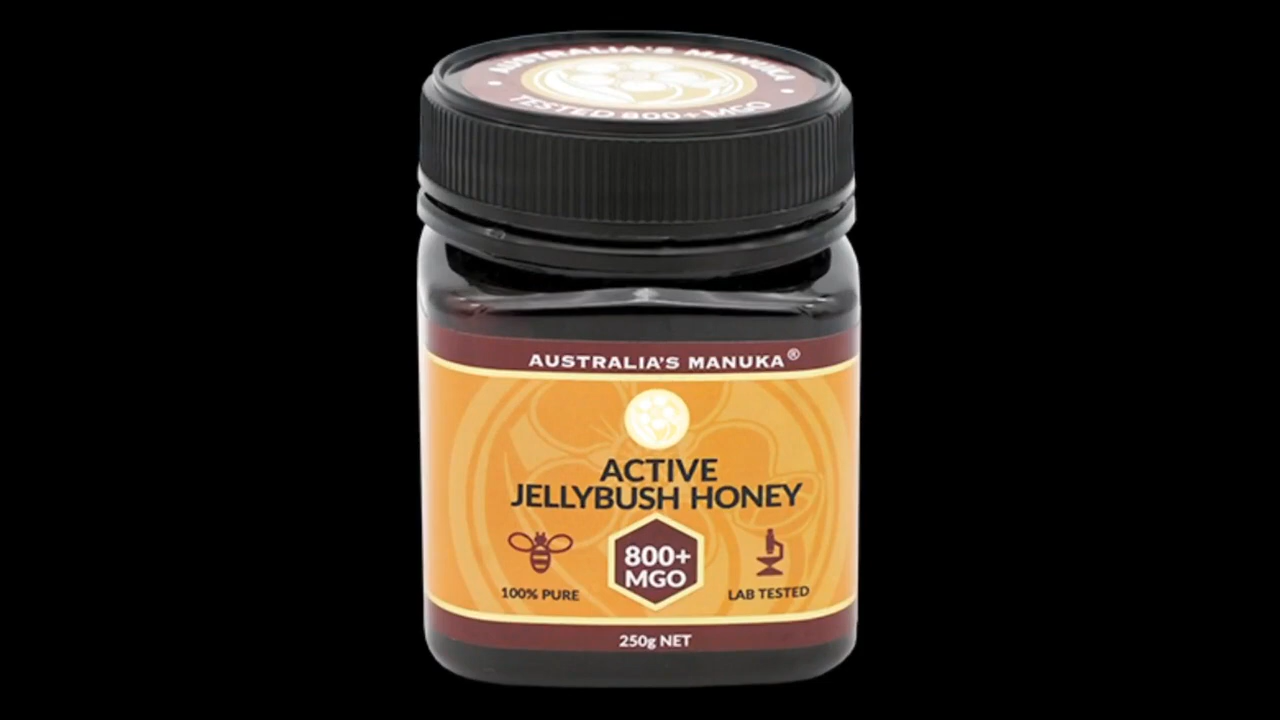 AUSTRALIA'S MANUKA
TESTED 800+ MGO
AUSTRALIA'S MANUKA®
ACTIVE
JELLYBUSH HONEY
800+
MGO
100% PURE
LAB TESTED
250g NET